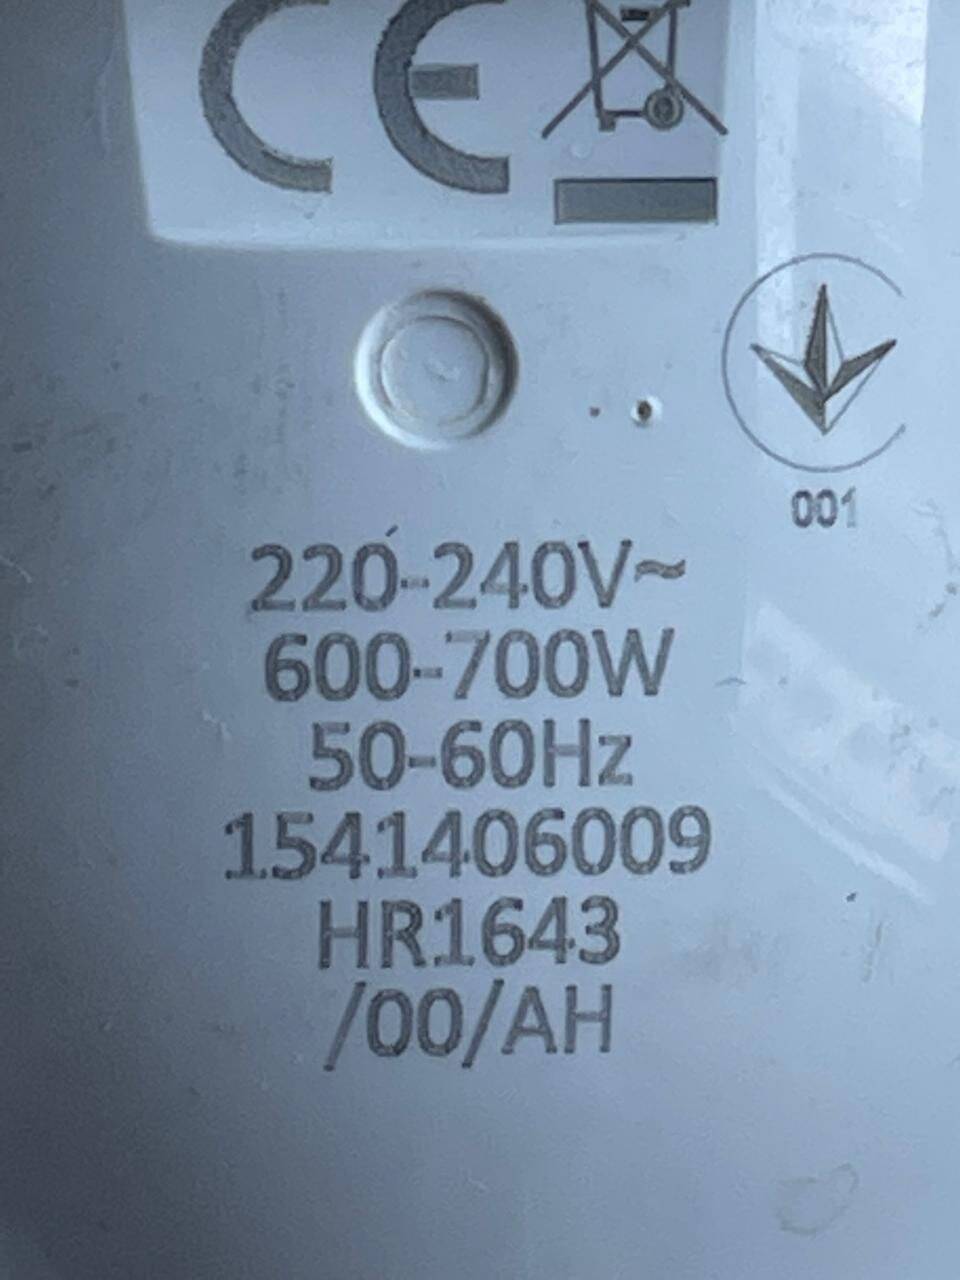 CE
001
220-240V~
600-700W
50-60Hz
1541406009
HR1643
/00/AH